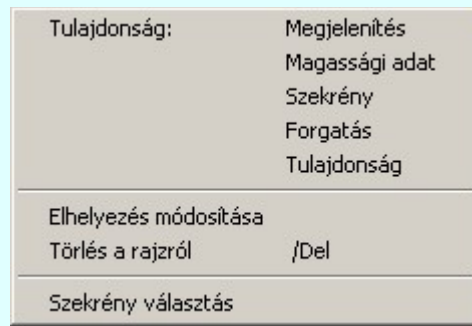 Tulajdonság: Megjelenítés
Magassági adat
Szekrény
Forgatás
Tulajdonság
Elhelyezés módosítása
Törlés a rajzról /Del
Szekrény választás